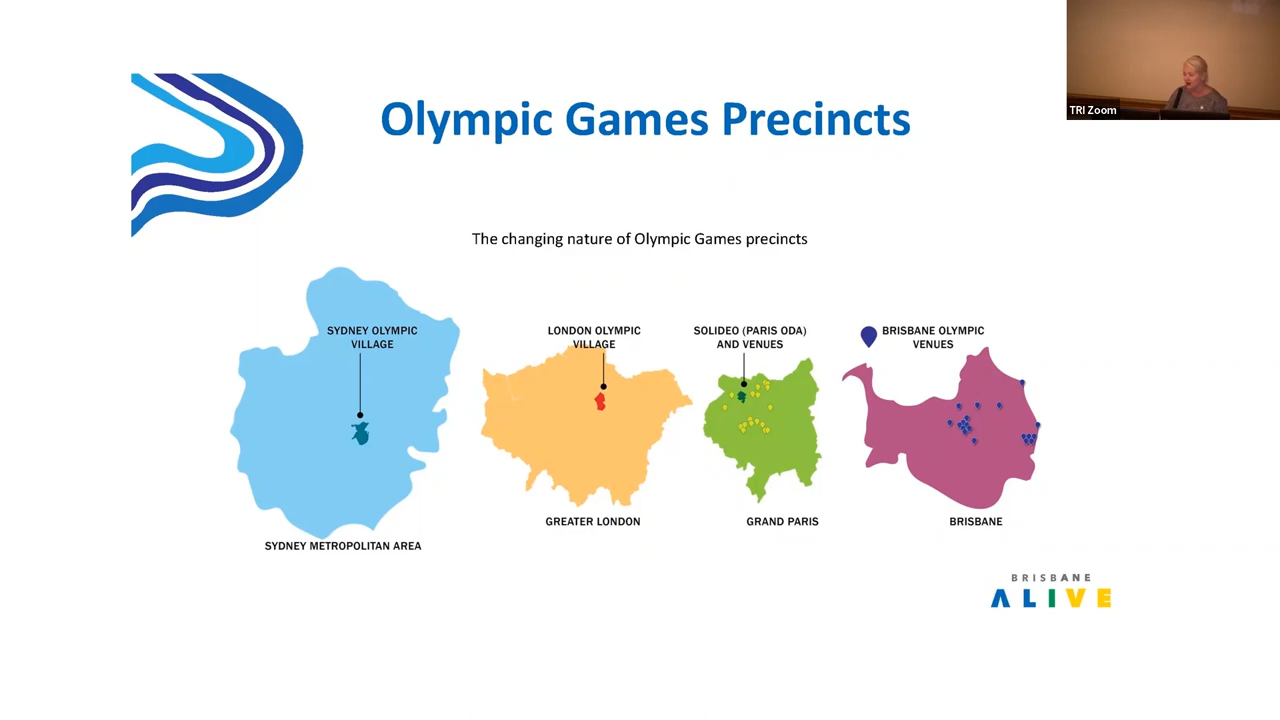 Olympic Games Precincts
TRI Zoom
The changing nature of Olympic Games precincts
SYDNEY OLYMPIC
VILLAGE
LONDON OLYMPIC
VILLAGE
SOLIDEO (PARIS ODA)
AND VENUES
BRISBANE OLYMPIC
VENUES
SYDNEY METROPOLITAN AREA
GREATER LONDON
GRAND PARIS
BRISBANE
BRISBANE
ALIVE